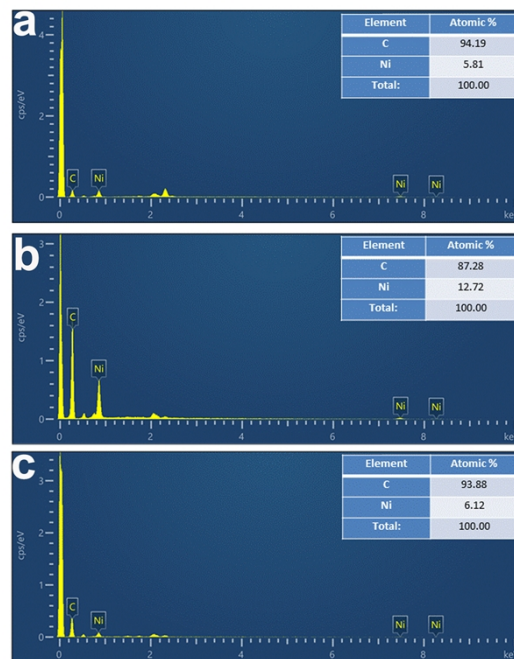 a
Element Atomic %
C 94.19
Ni 5.81
Total: 100.00
cps/eV
4
2
0
C Ni Ni Ni
0 2 4 6 8 ke
b
Element Atomic %
C 87.28
Ni 12.72
Total: 100.00
cps/eV
3
2
1
0
C
Ni
Ni Ni
0 2 4 6 8 ke
c
Element Atomic %
C 93.88
Ni 6.12
Total: 100.00
cps/eV
3
2
1
0
C
Ni Ni Ni
0 2 4 6 8 ke